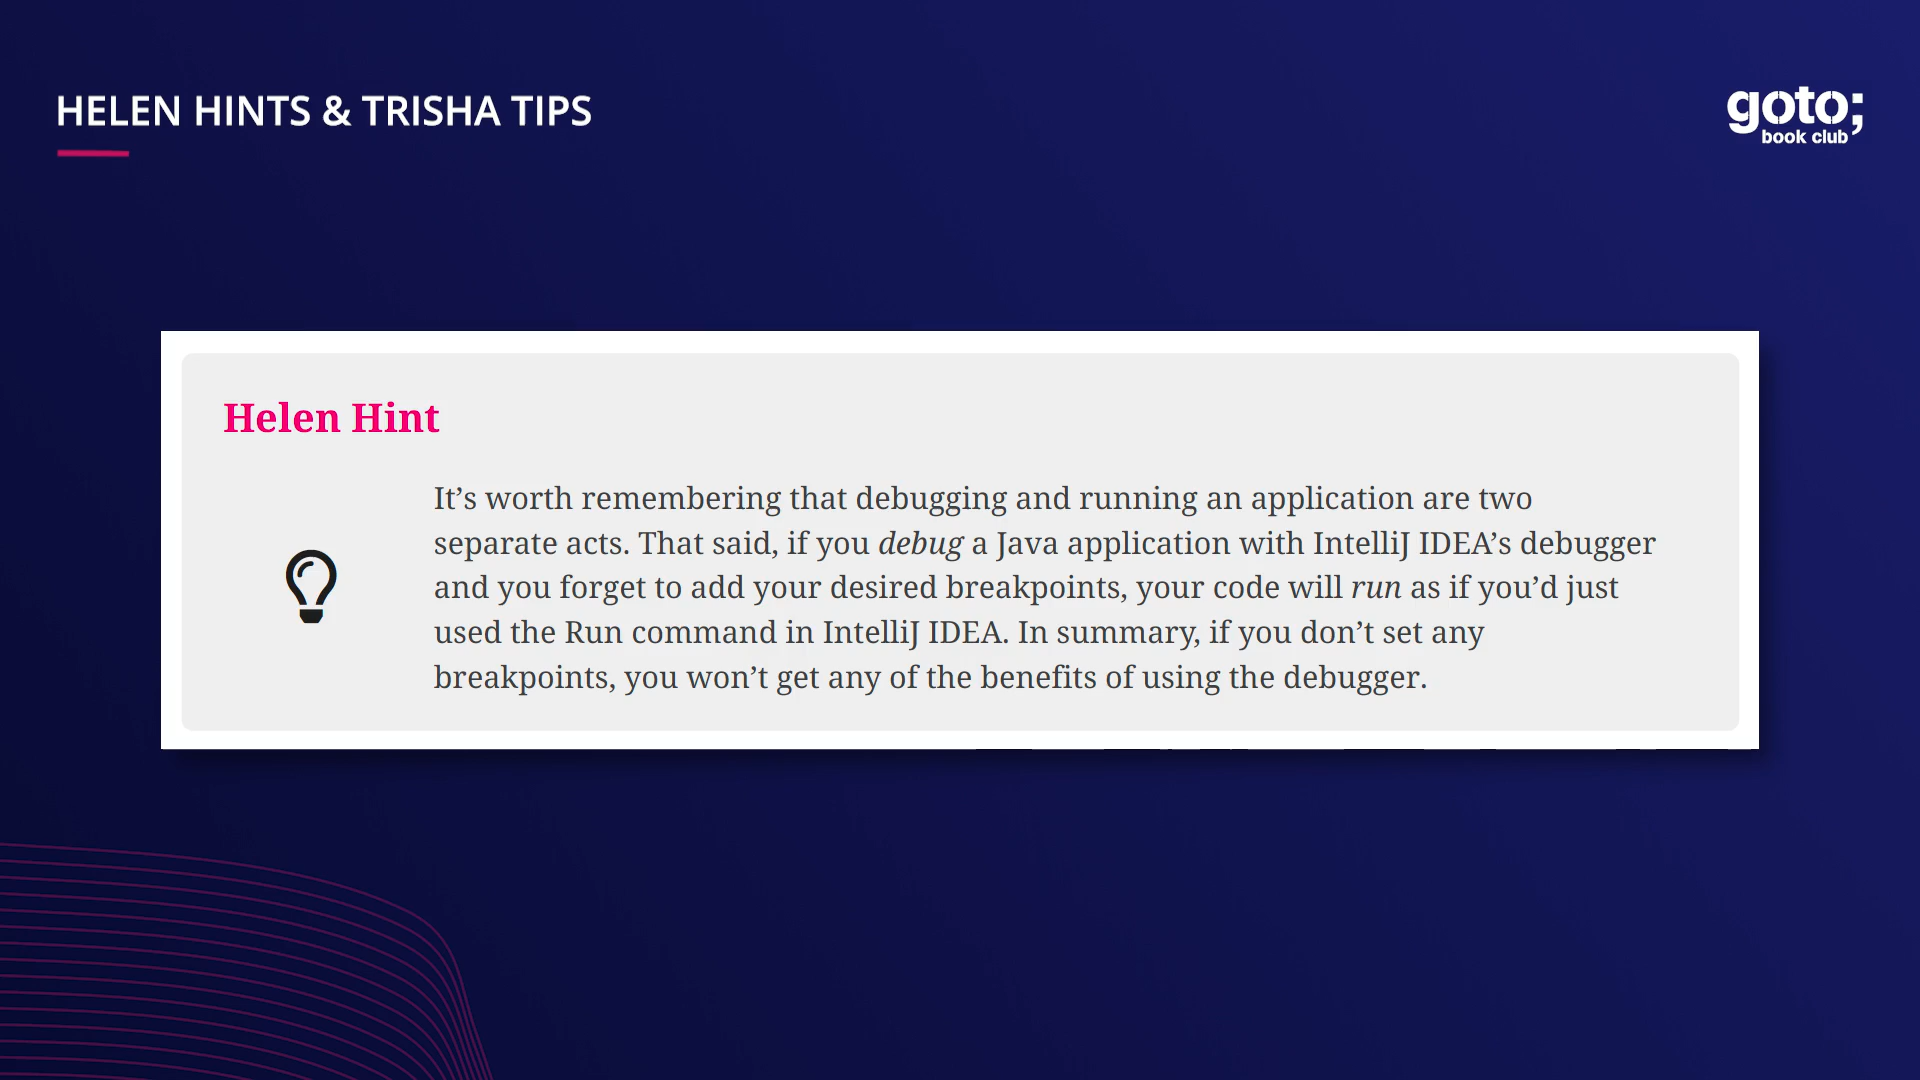 HELEN HINTS & TRISHA TIPS
goto;
book club
Helen Hint
It’s worth remembering that debugging and running an application are two
separate acts. That said, if you debug a Java application with IntelliJ IDEA’s debugger
and you forget to add your desired breakpoints, your code will run as if you’d just
used the Run command in IntelliJ IDEA. In summary, if you don’t set any
breakpoints, you won’t get any of the benefits of using the debugger.